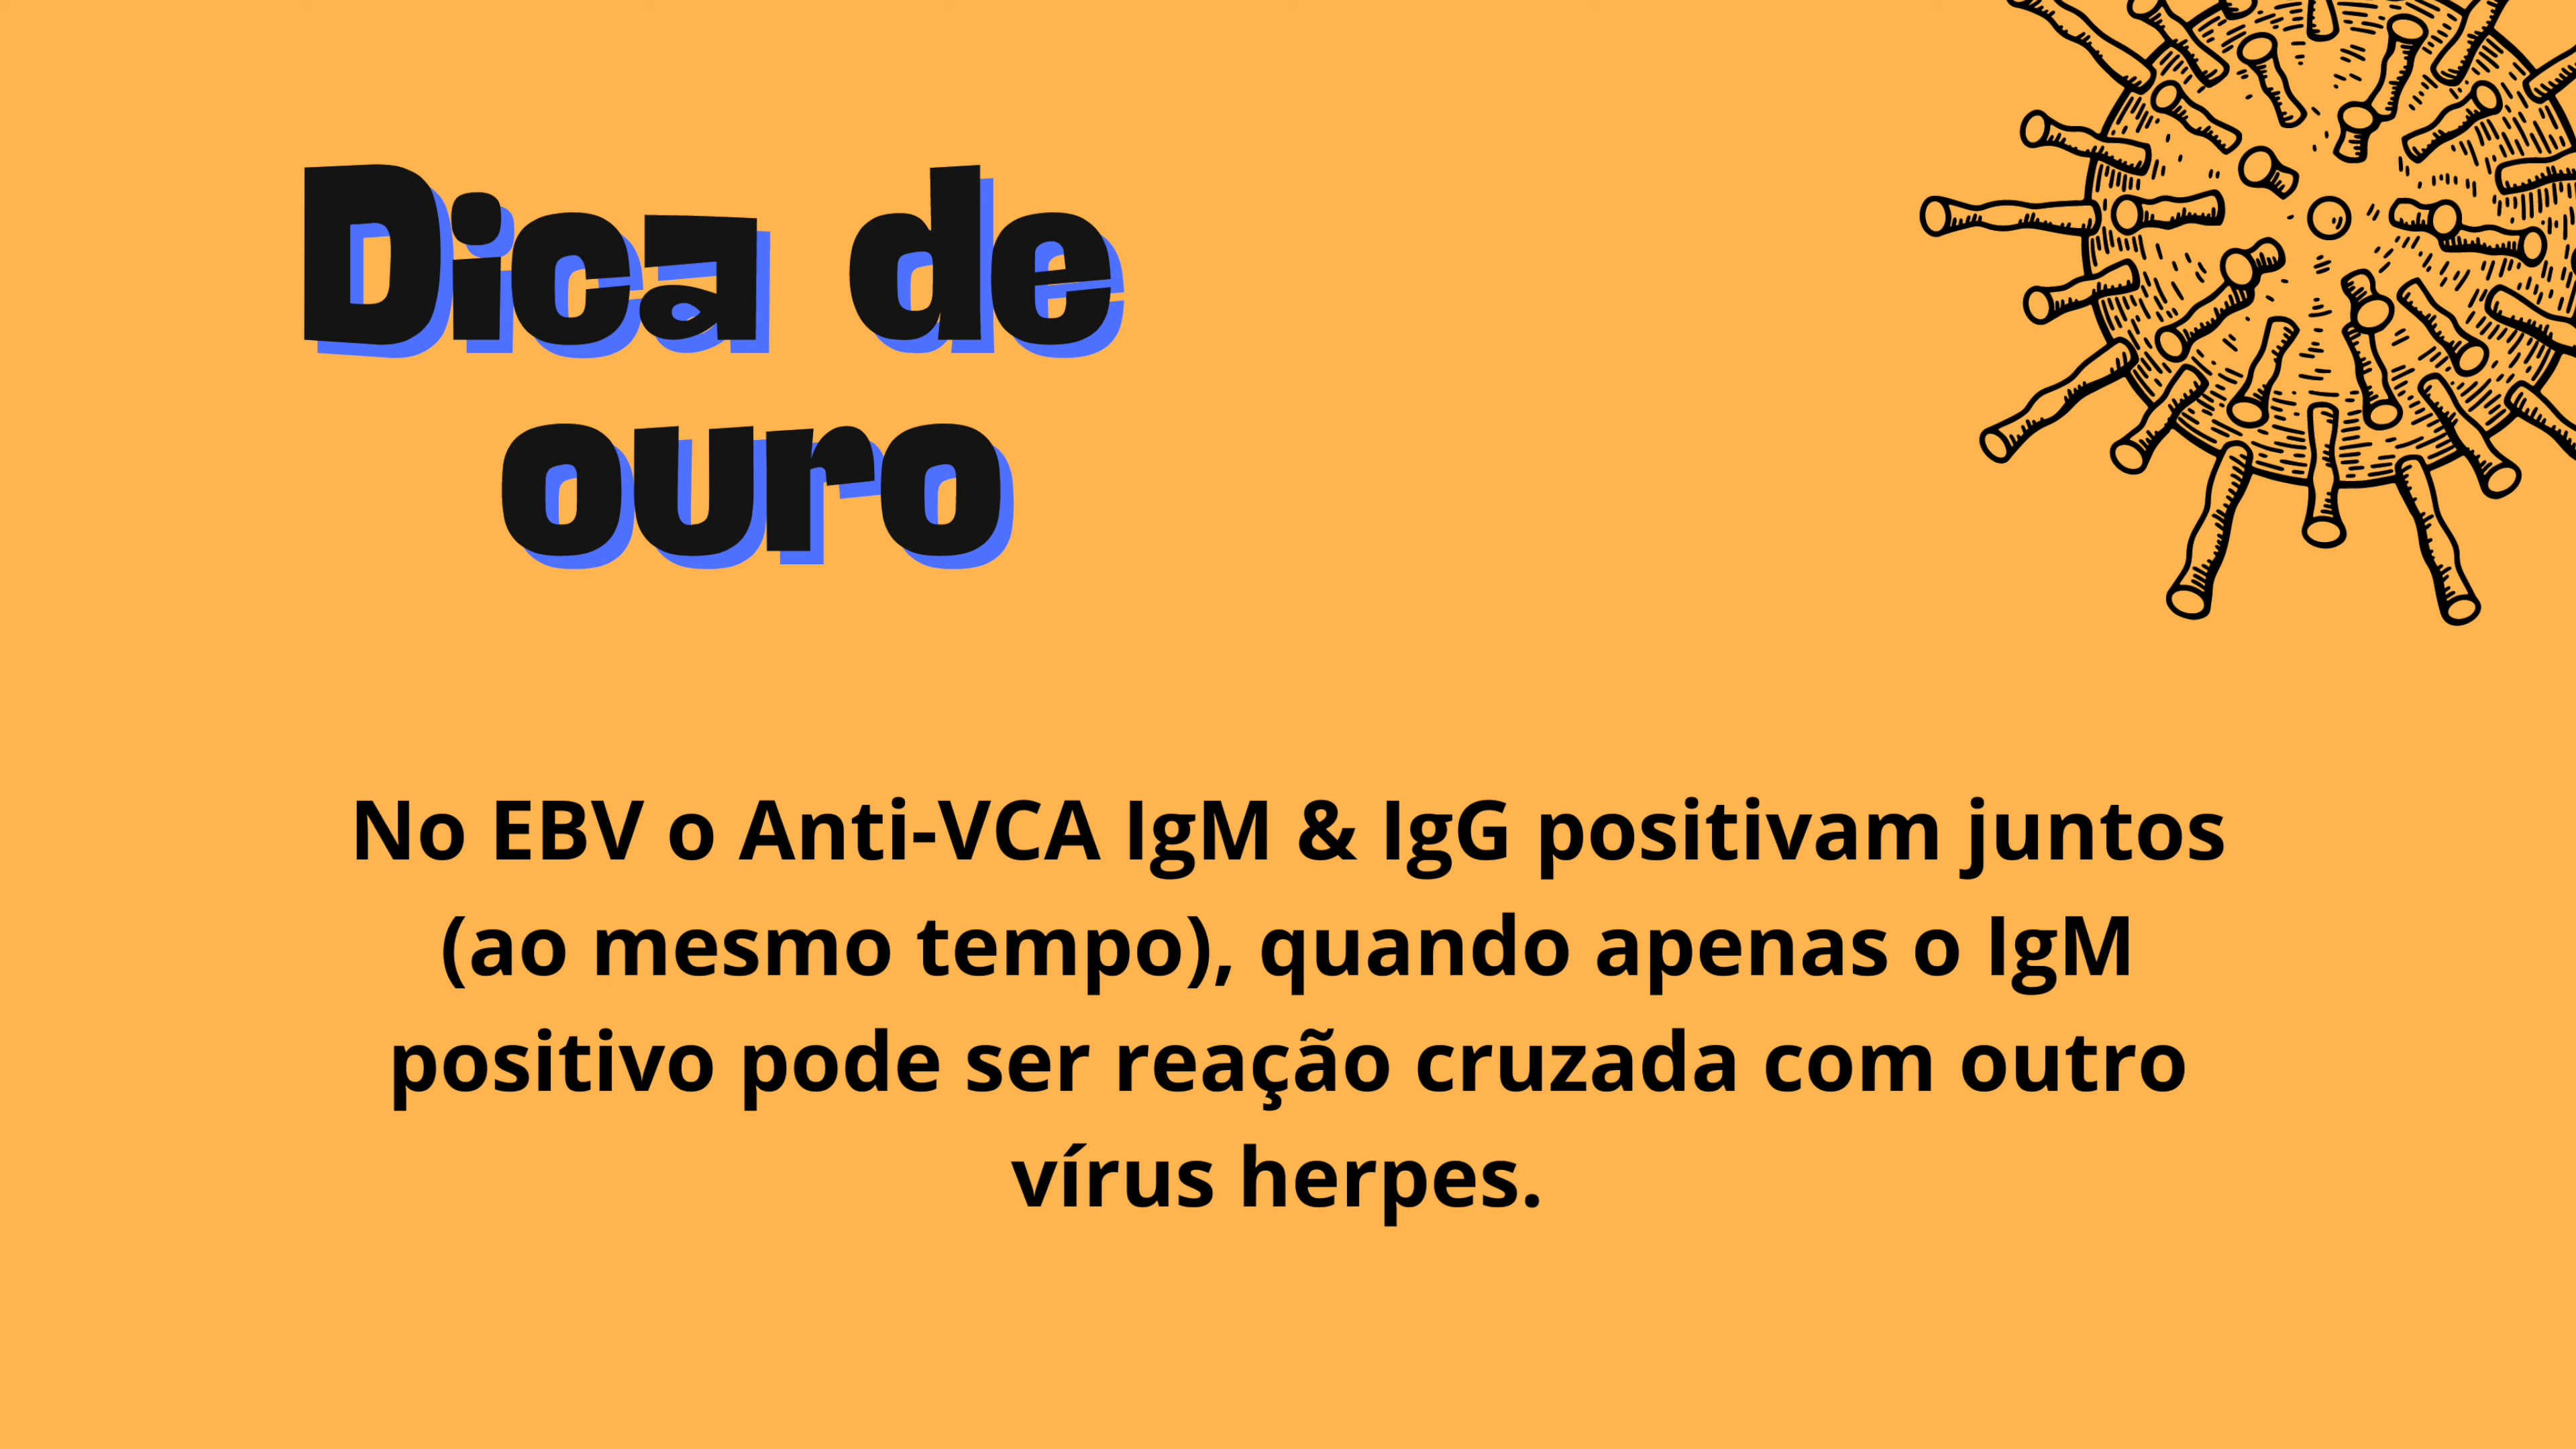 Dica de
ouro
No EBV o Anti-VCA IgM & IgG positivam juntos
(ao mesmo tempo), quando apenas o IgM
positivo pode ser reação cruzada com outro
vírus herpes.